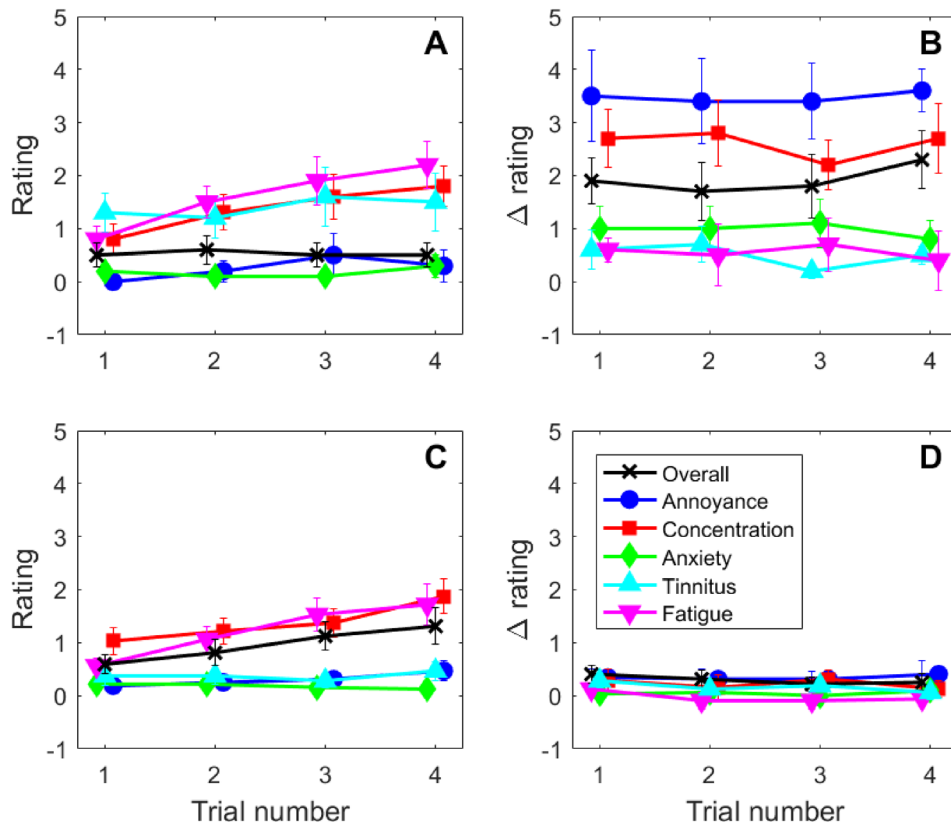 A
5
4
3
2
1
0
-1
Rating
1 2 3 4
B
5
4
3
2
1
0
-1
Δ rating
1 2 3 4
C
5
4
3
2
1
0
-1
Rating
1 2 3 4
Trial number
D
5
4
3
2
1
0
-1
Δ rating
Overall
Annoyance
Concentration
Anxiety
Tinnitus
Fatigue
1 2 3 4
Trial number